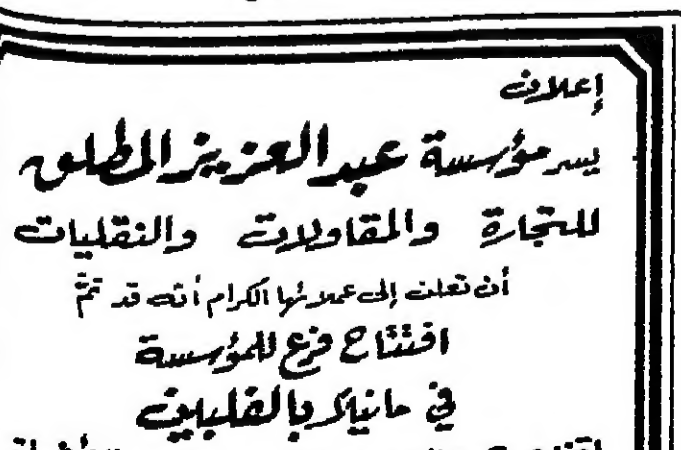 إعلان
يسر مؤسسة عبد العزيز المطلق
للتجارة والمقاولات والنقليات
أن تعلن إلى عملائها الكرام أنه قد تمّ
افتتاح فرع للمؤسسة
في مانيلا بالفلبين